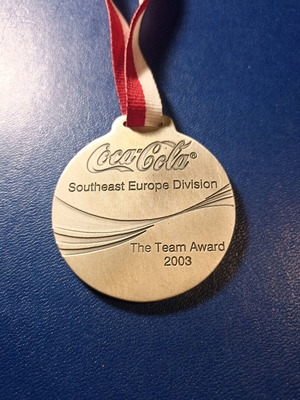 Coca-Cola®
Southeast Europe Division
The Team Award
2003